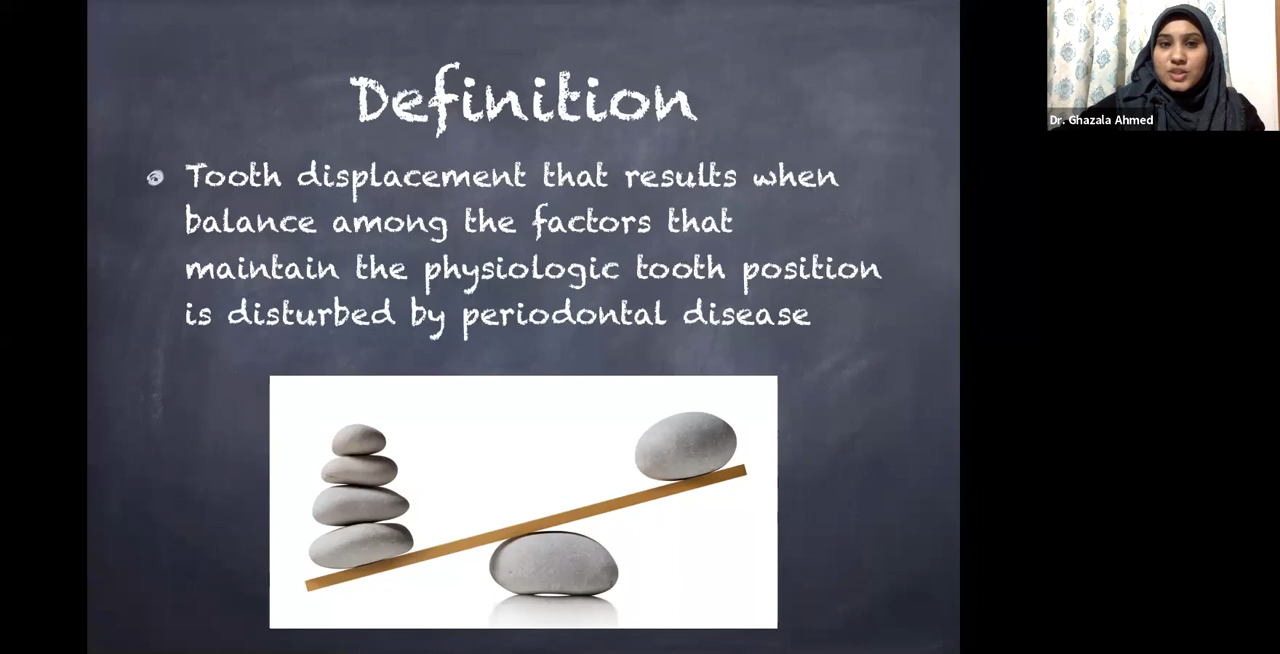 Definition
Tooth displacement that results when
balance among the factors that
maintain the physiologic tooth position
is disturbed by periodontal disease
Dr. Ghazala Ahmed